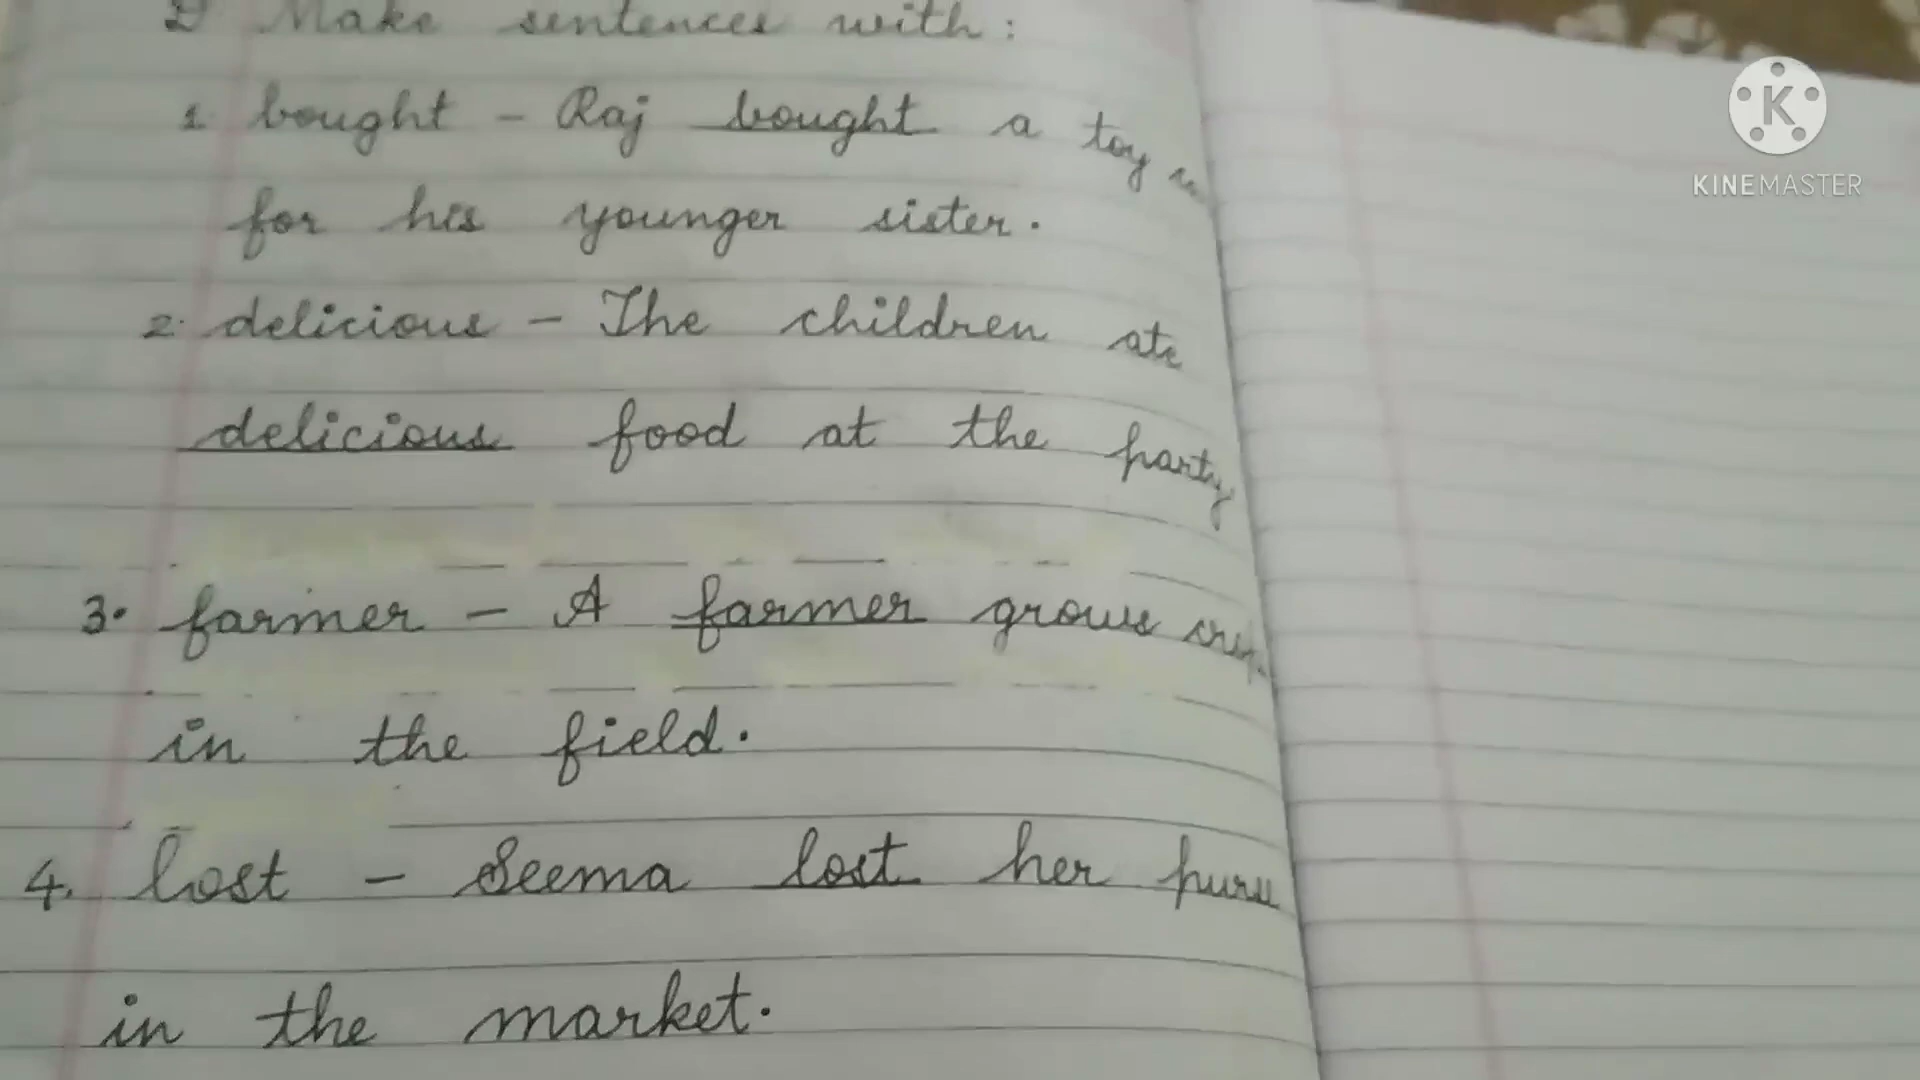 Make sentences with:
1. bought - Raj bought a toy
for his younger sister.
2. delicious - The children ate
delicious food at the party
3. farmer - A farmer grows
in the field.
4. lost - Seema lost her
in the market.
K
KINEMASTER